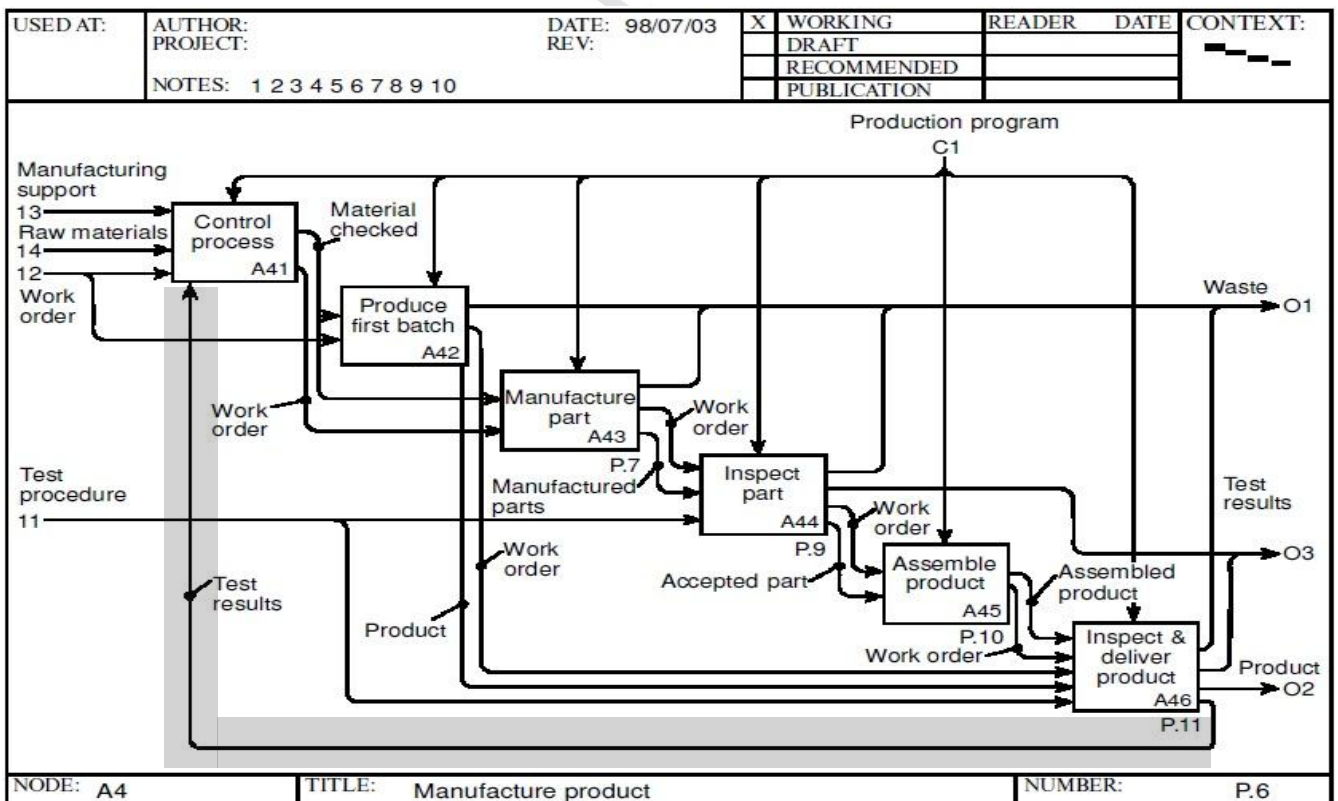 USED AT:
AUTHOR:
PROJECT:
DATE: 98/07/03
REV:
NOTES: 1 2 3 4 5 6 7 8 9 10
X WORKING
DRAFT
RECOMMENDED
PUBLICATION
READER DATE
CONTEXT:
Production program
C1
Manufacturing
support
13
Raw materials
14
12
Work
order
Control
process
A41
Material
checked
Produce
first batch
A42
Waste
O1
Manufacture
part
A43
P.7
Work
order
Work
order
Manufactured
parts
Inspect
part
A44
P.9
Test
procedure
11
Test
results
O3
Work
order
Work
order
Accepted part
Assemble
product
A45
P.10
Assembled
product
Test
results
Product
Work order
Inspect &
deliver
product
A46
P.11
Product
O2
NODE: A4
TITLE: Manufacture product
NUMBER: P.6